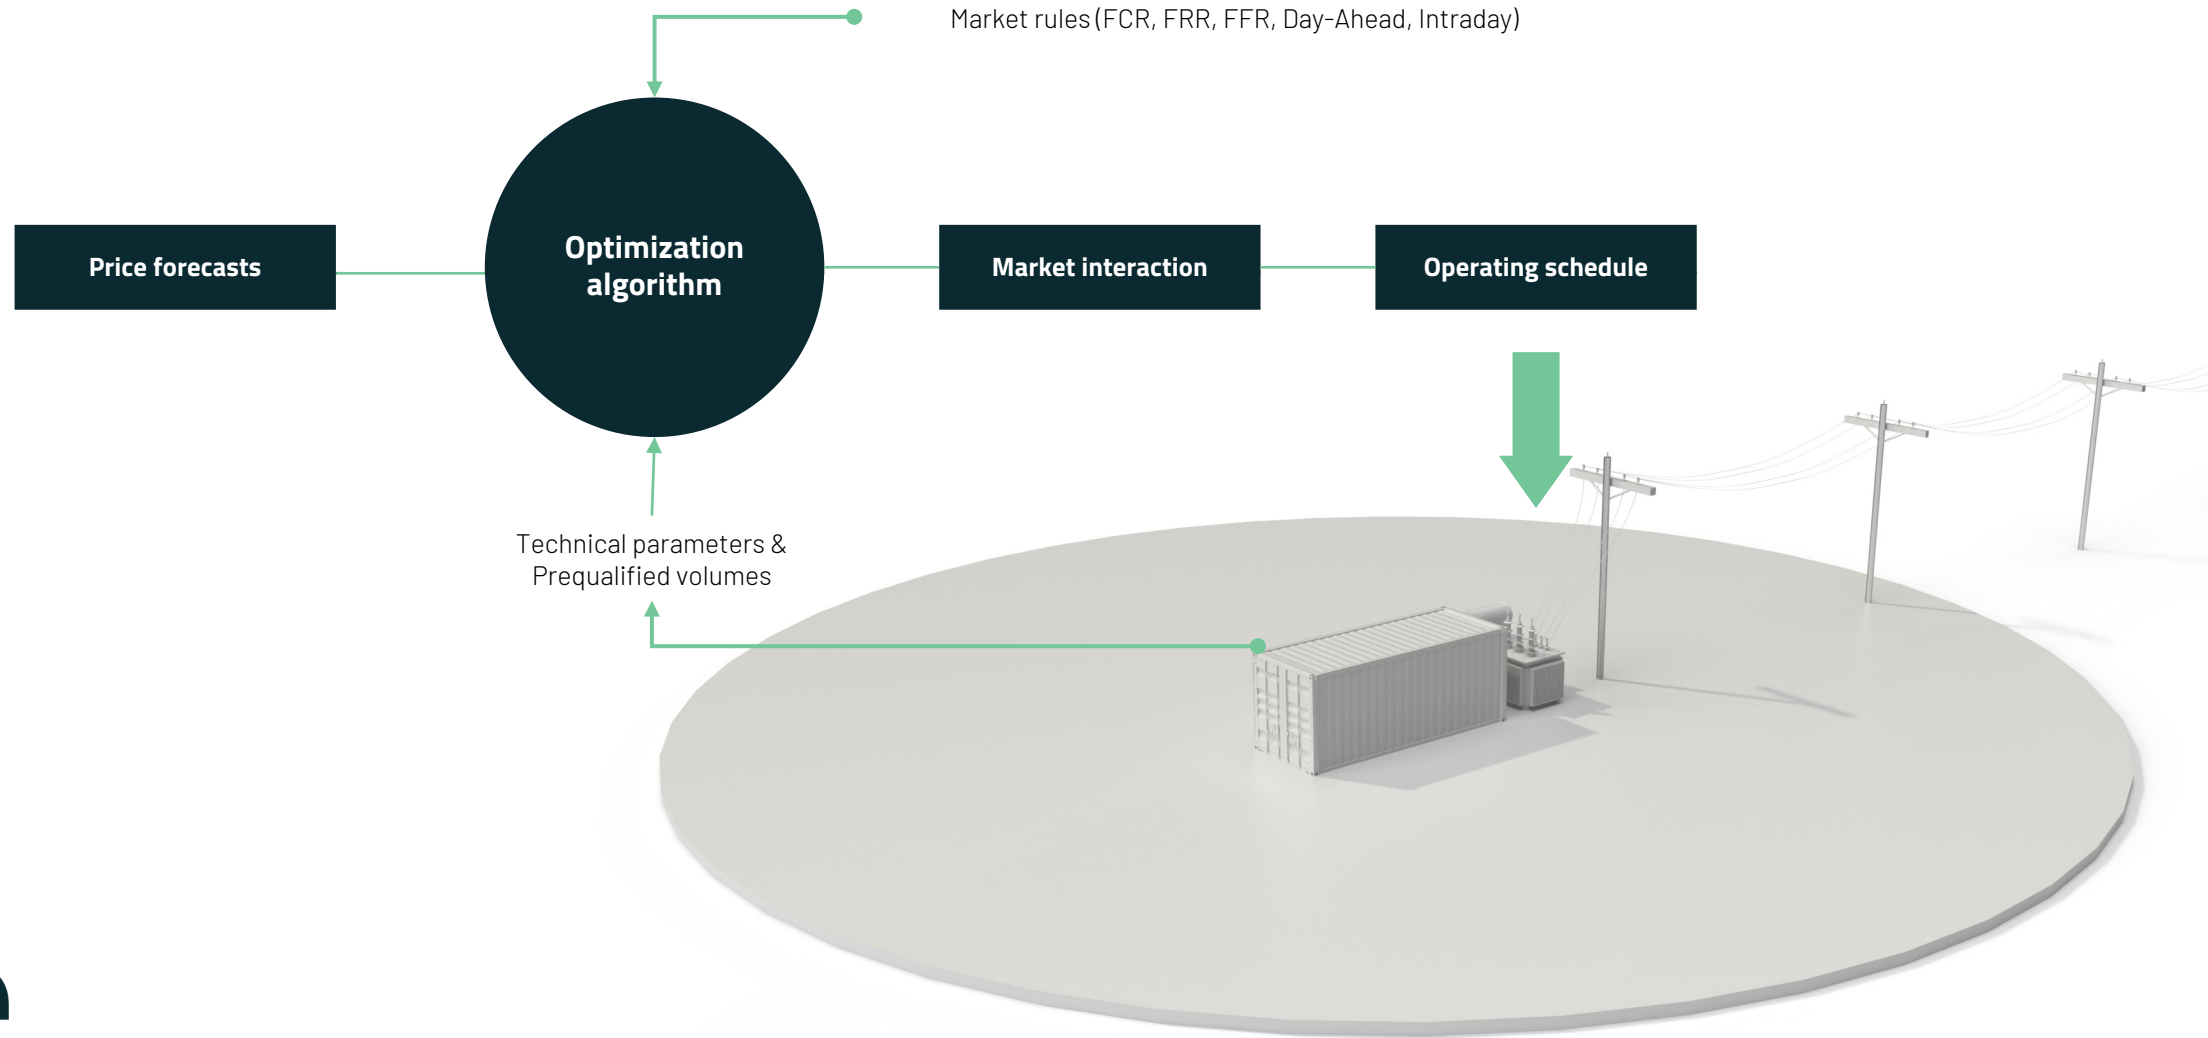 Market rules (FCR, FRR, FFR, Day-Ahead, Intraday)
Price forecasts
Optimization
algorithm
Market interaction
Operating schedule
Technical parameters &
Prequalified volumes